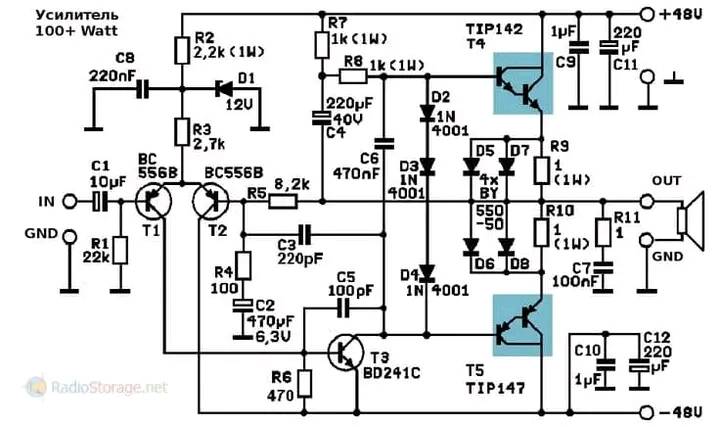 Усилитель
100+ Watt
R2
2,2k (1W)
R7
1k (1W)
R8
1k (1W)
TIP142
T4
1µF
C9
220
µF
C11
+48V
C8
220nF
D1
12V
R3
2,7k
220µF
40V
C4
C6
470nF
D2
1N
4001
D3
1N
4001
D5
D7
4x
BY
550
-50
D6
D8
R9
1
(1W)
R10
1
(1W)
C1
10µF
BC
556B
BC556B
R5
8,2k
IN
GND
R1
22k
T1
T2
C3
220pF
R4
100
C2
470µF
6,3V
C5
100pF
D4
1N
4001
R11
1
C7
100nF
OUT
GND
T3
BD241C
R6
470
T5
TIP147
C10
1µF
C12
220
µF
-48V
RadioStorage.net